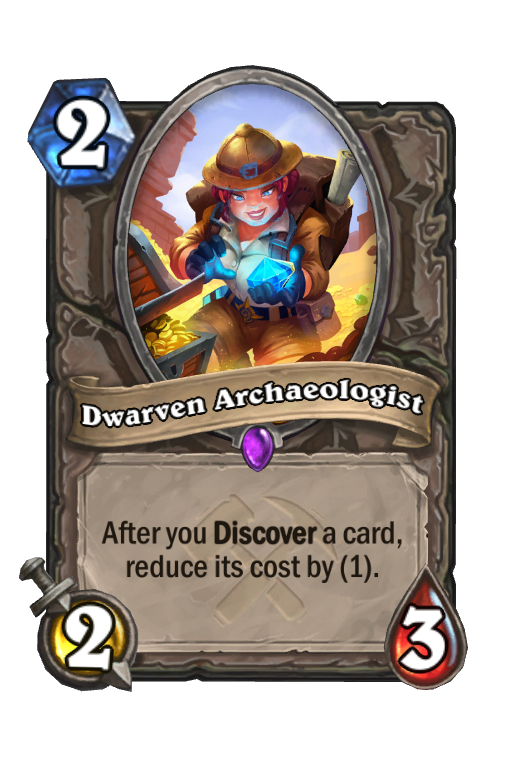 2
Dwarven Archaeologist
After you Discover a card,
reduce its cost by (1).
2
3